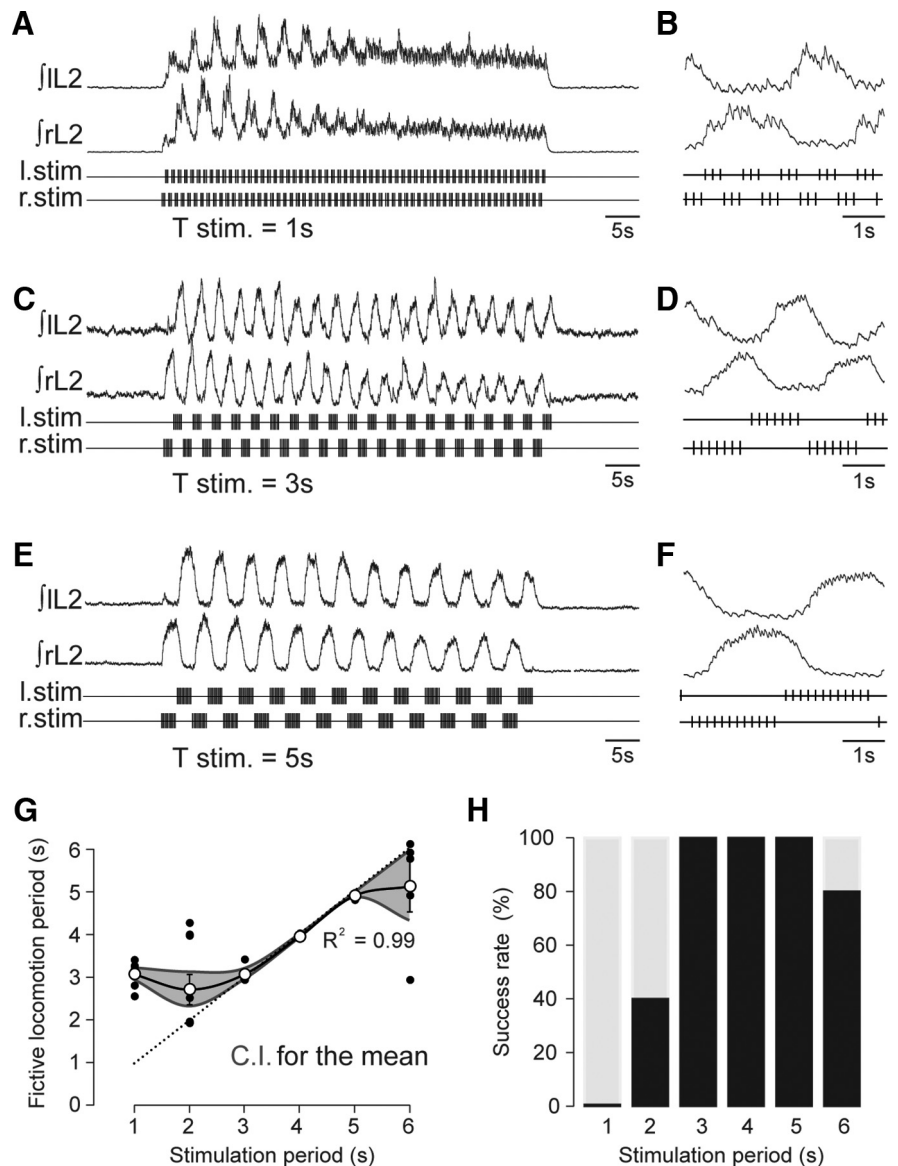 A
∫lL2
∫rL2
l.stim
r.stim
T stim. = 1s
5s
B
1s
C
∫lL2
∫rL2
l.stim
r.stim
T stim. = 3s
5s
D
1s
E
∫lL2
∫rL2
l.stim
r.stim
T stim. = 5s
5s
F
1s
G
Fictive locomotion period (s)
6
5
4
3
2
1
0
R² = 0.99
C.I. for the mean
1 2 3 4 5 6
Stimulation period (s)
H
Success rate (%)
100
80
60
40
20
0
1 2 3 4 5 6
Stimulation period (s)